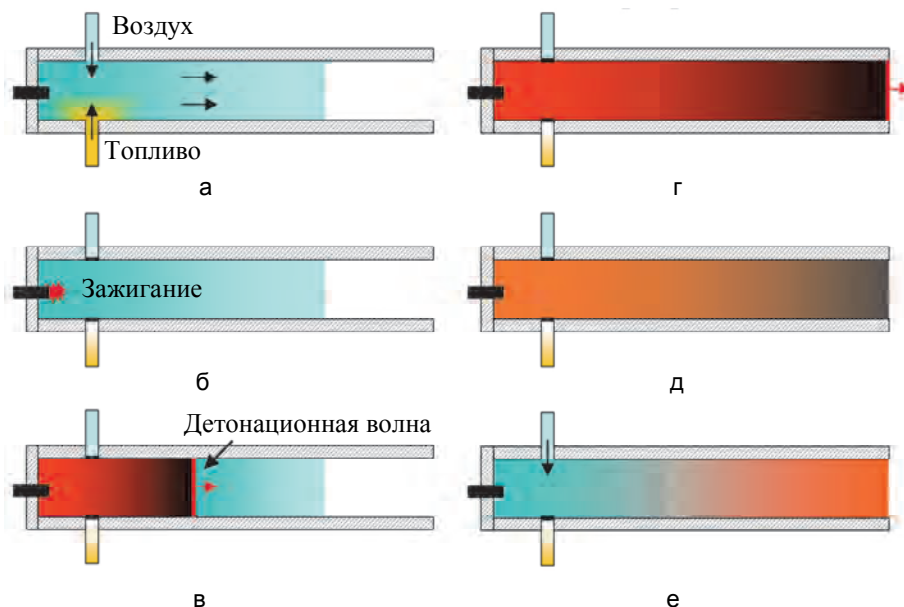 Воздух
Топливо
а
г
Зажигание
б
д
Детонационная волна
в
е